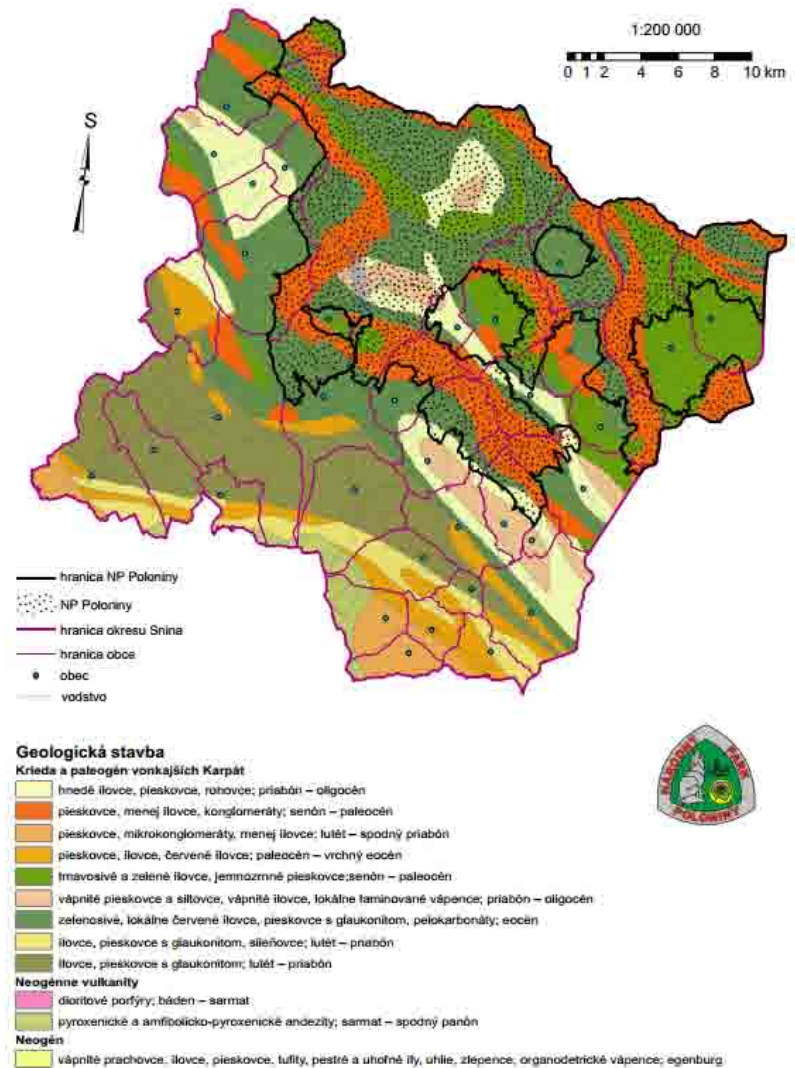 1:200 000
0 1 2 4 6 8 10 km
S
hranica NP Poloniny
NP Poloniny
hranica okresu Snina
hranica obce
obec
vodstvo
Geologická stavba
Krieda a paleogén vonkajších Karpát
hnedé ílovce, pieskovce, rohovce; priabón – oligocén
pieskovce, menej ílovce, konglomeráty; senón – paleocén
pieskovce, mikrokonglomeráty, menej ílovce; lutét – spodný priabón
pieskovce, ílovce, červené ílovce; paleocén – vrchný eocén
tmavosivé a zelené ílovce, jemnozrnné pieskovce;senón – paleocén
vápnité pieskovce a siltovce, vápnité ílovce, lokálne laminované vápence; priabón – oligocén
zelenosivé, lokálne červené ílovce, pieskovce s glaukonitom, pelokarbonáty; eocén
ílovce, pieskovce s glaukonitom, slieňovce; lutét – priabón
ílovce, pieskovce s glaukonitom; lutét – priabón
Neogénne vulkanity
dioritové porfýry; báden – sarmat
pyroxenické a amfibolicko-pyroxenické andezity; sarmat – spodný panón
Neogén
vápnité prachovce, ílovce, pieskovce, tufity, pestré a uhoľné íly, uhlie, zlepence, organodetrické vápence; egenburg
NÁRODNÝ PARK
POLONINY